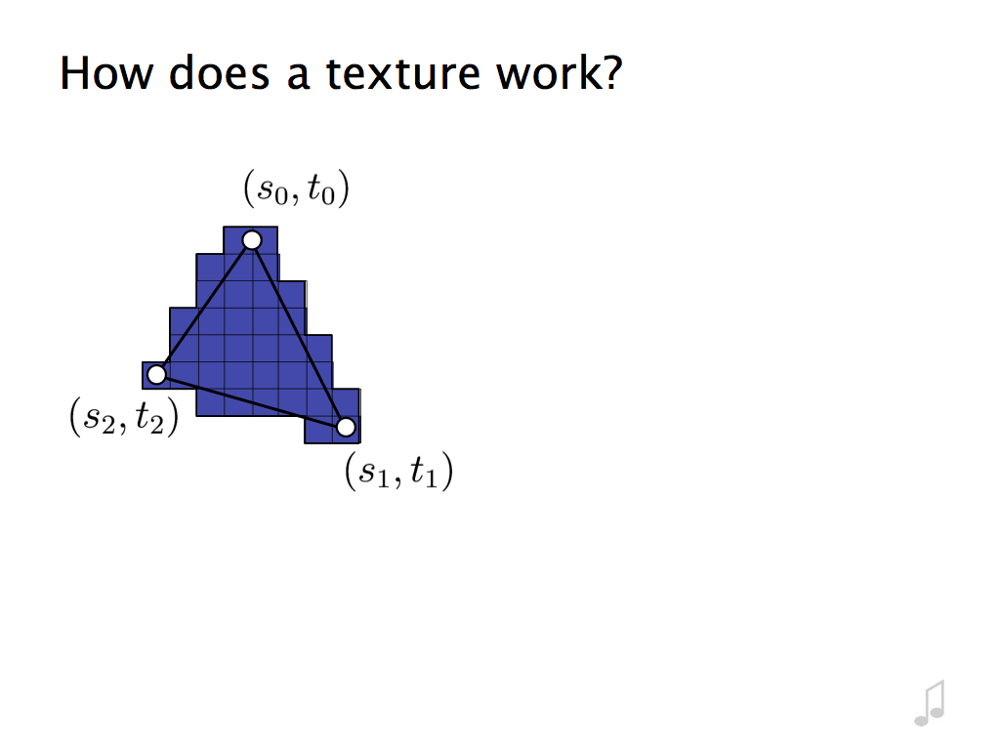 How does a texture work?
(s₀, t₀)
(s₂, t₂)
(s₁, t₁)